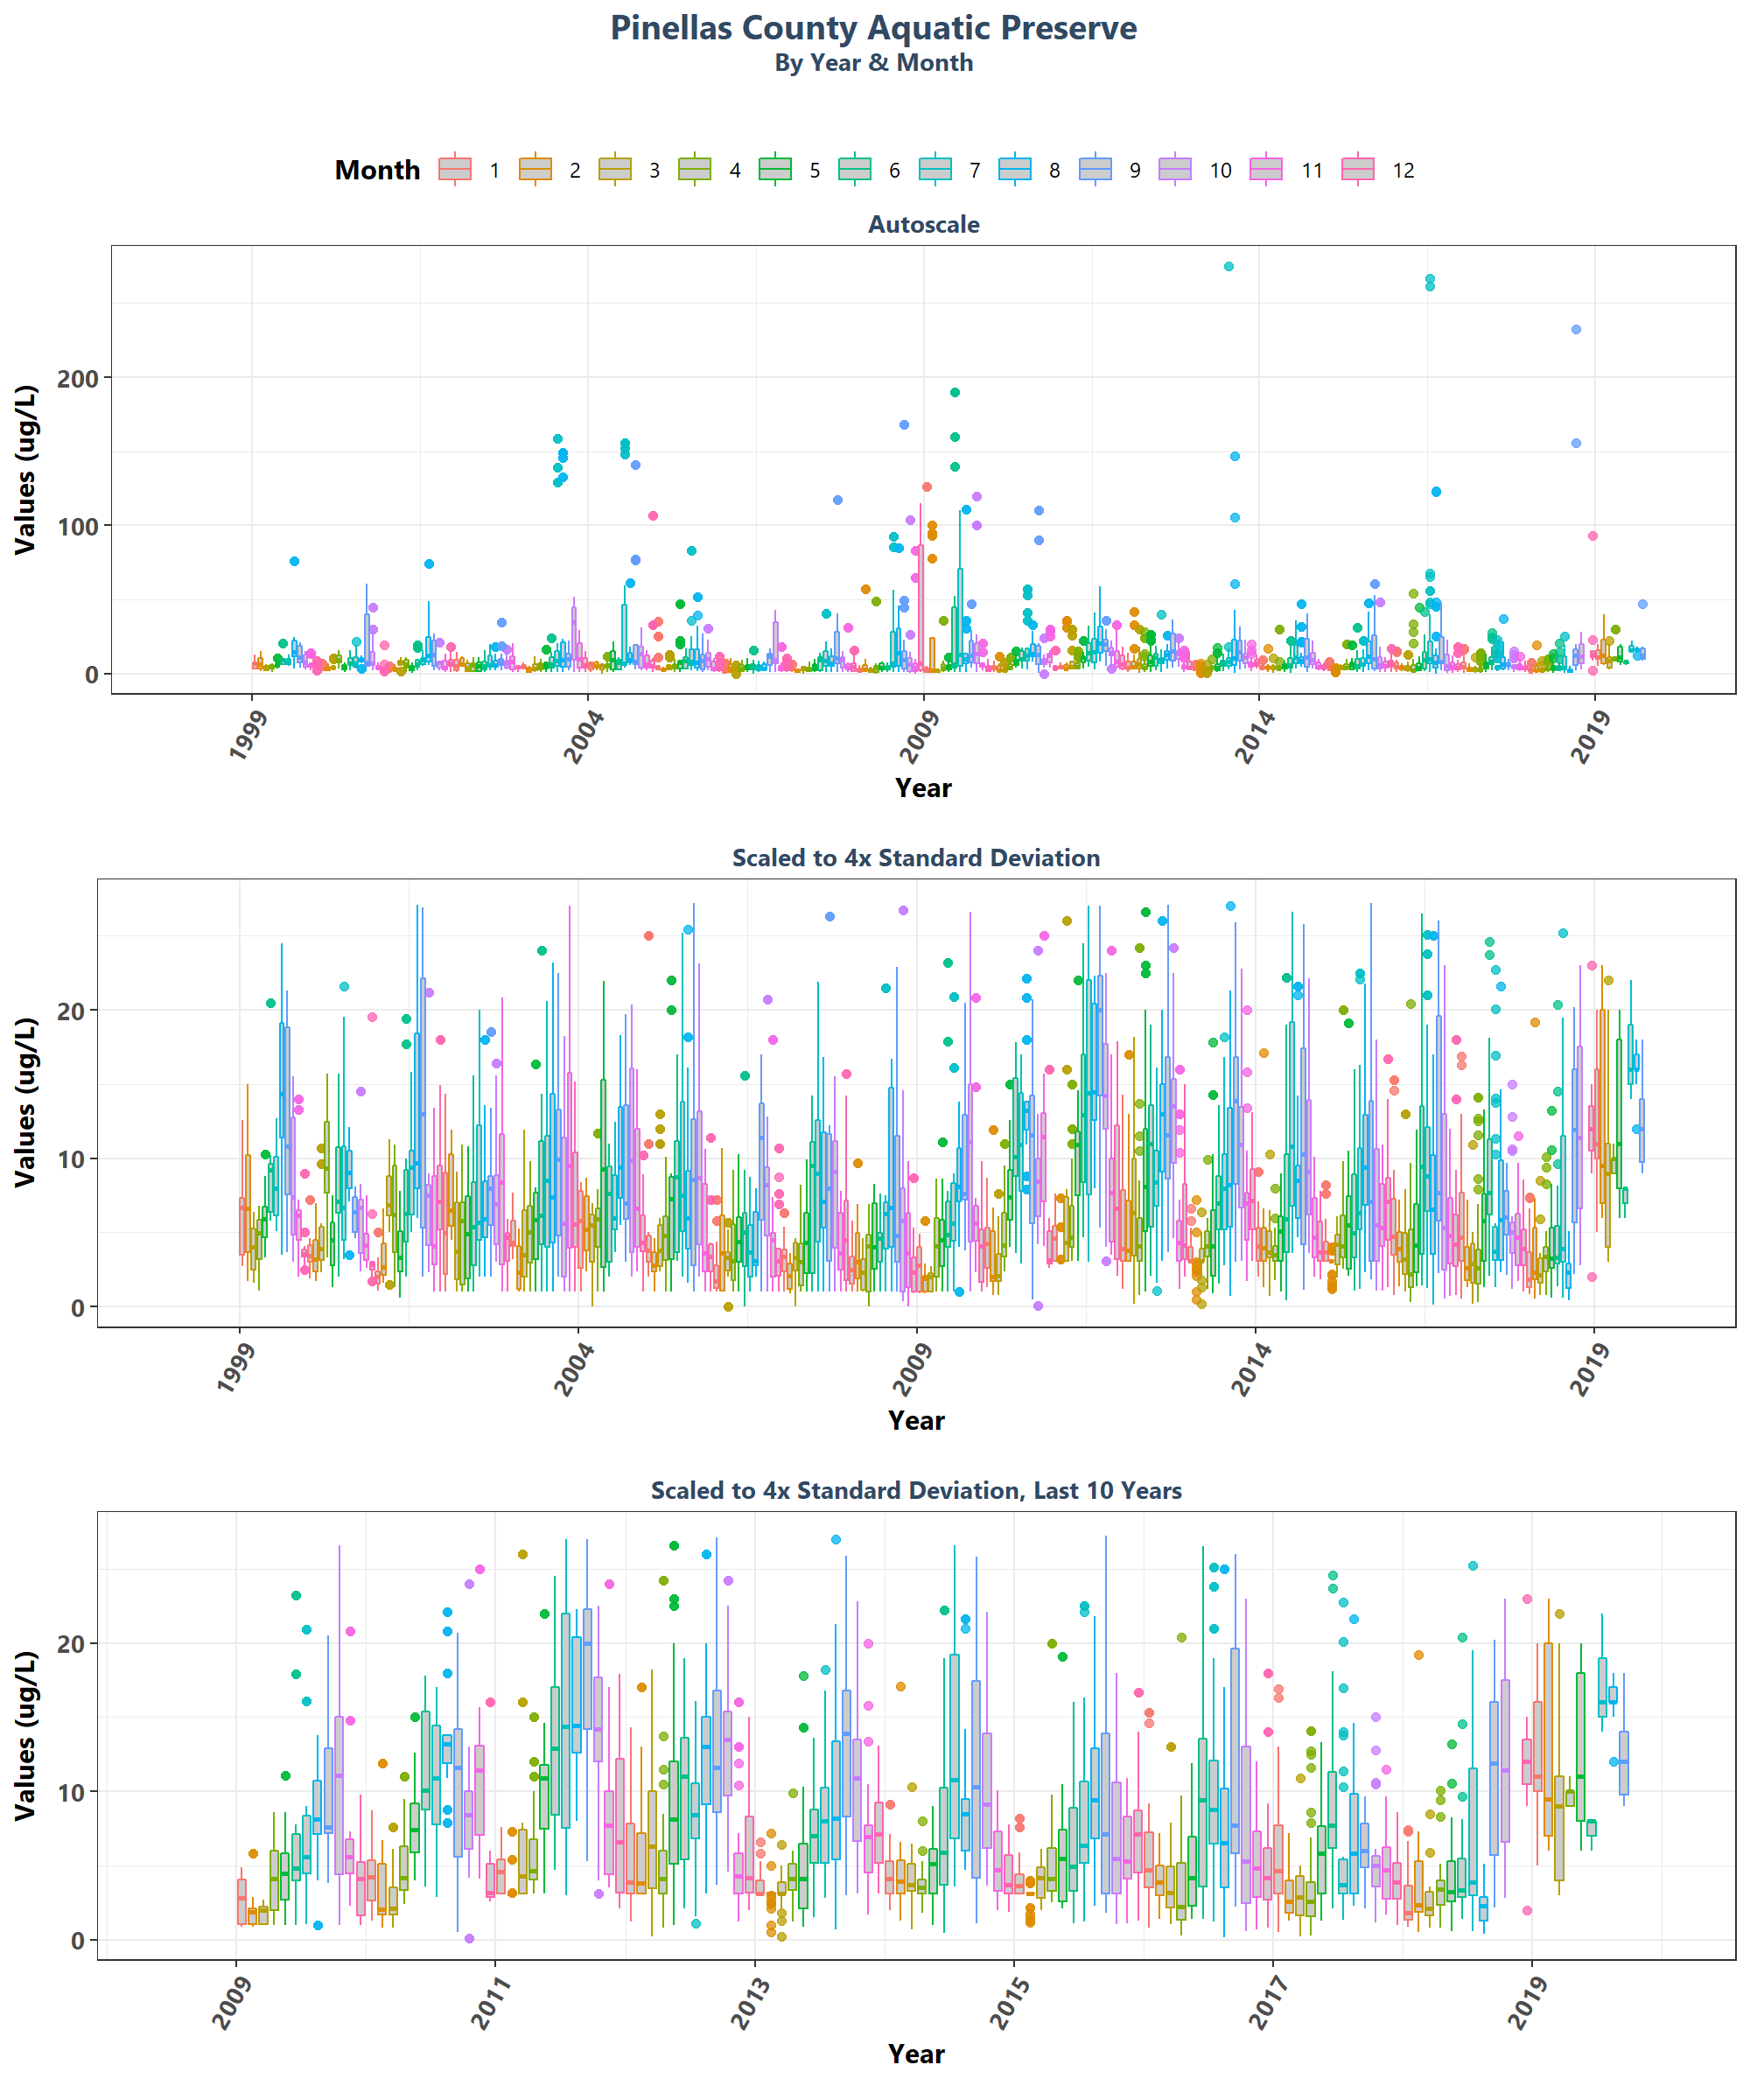 Pinellas County Aquatic Preserve
By Year & Month
Month 1 2 3 4 5 6 7 8 9 10 11 12
Autoscale
Values (ug/L)
200
100
0
1999 2004 2009 2014 2019
Year
Scaled to 4x Standard Deviation
Values (ug/L)
20
10
0
1999 2004 2009 2014 2019
Year
Scaled to 4x Standard Deviation, Last 10 Years
Values (ug/L)
20
10
0
2009 2011 2013 2015 2017 2019
Year